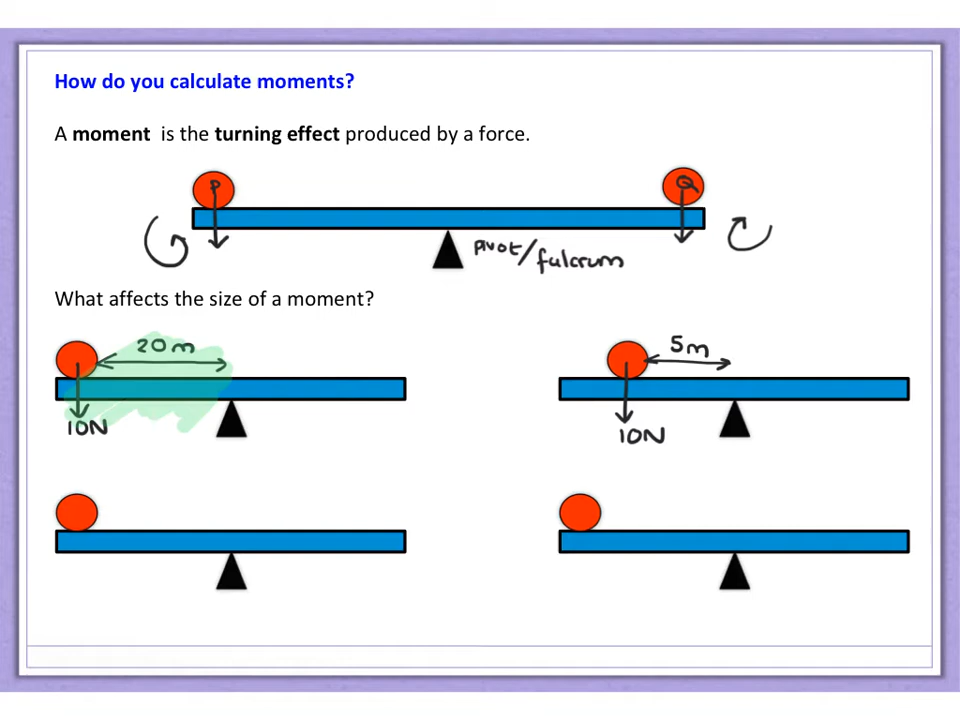 How do you calculate moments?
A moment is the turning effect produced by a force.
P
Q
pivot/fulcrum
What affects the size of a moment?
20m
5m
10N
10N